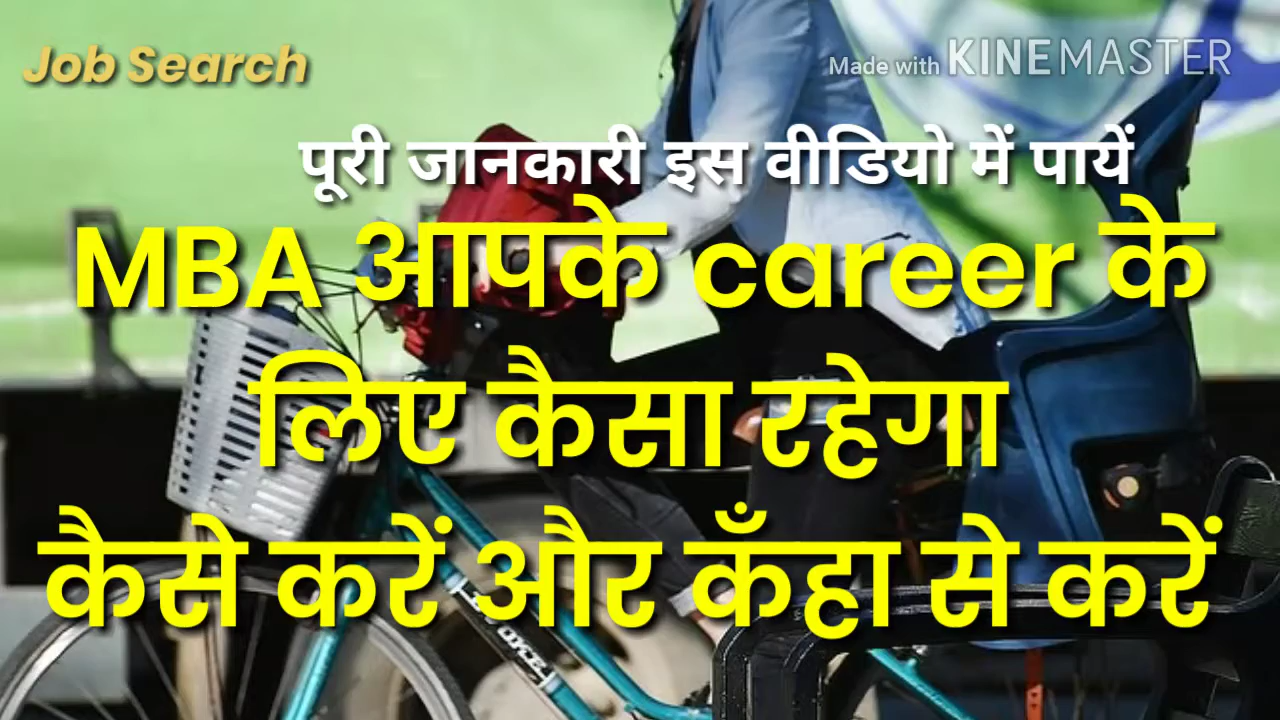 Job Search
Made with KINEMASTER
पूरी जानकारी इस वीडियो में पायें
MBA आपके career के
लिए कैसा रहेगा
कैसे करें और कँहा से करें